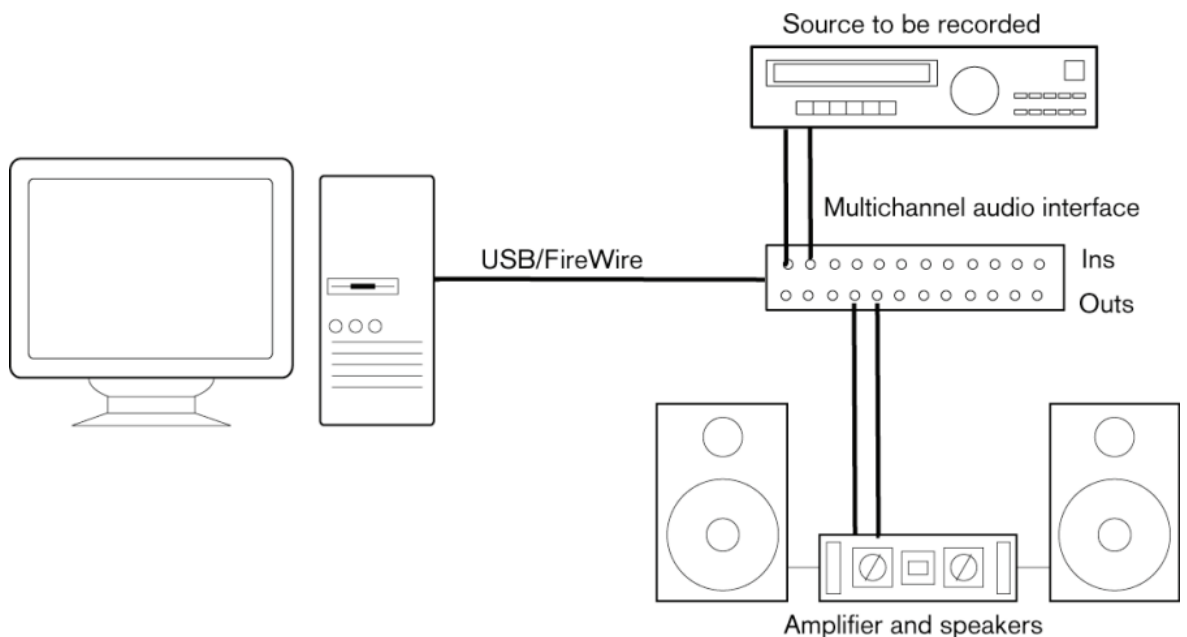 Source to be recorded
Multichannel audio interface
USB/FireWire
Ins
Outs
Amplifier and speakers